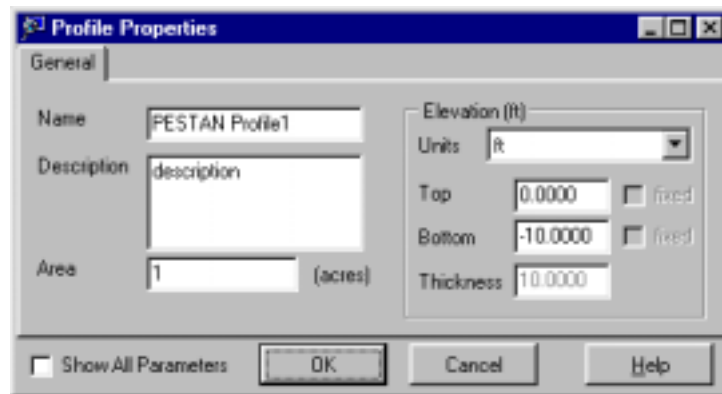 Profile Properties
General
Name PESTAN Profile1
Description description
Area 1 (acres)
Elevation (ft)
Units ft
Top 0.0000 fixed
Bottom -10.0000 fixed
Thickness 10.0000
Show All Parameters OK Cancel Help